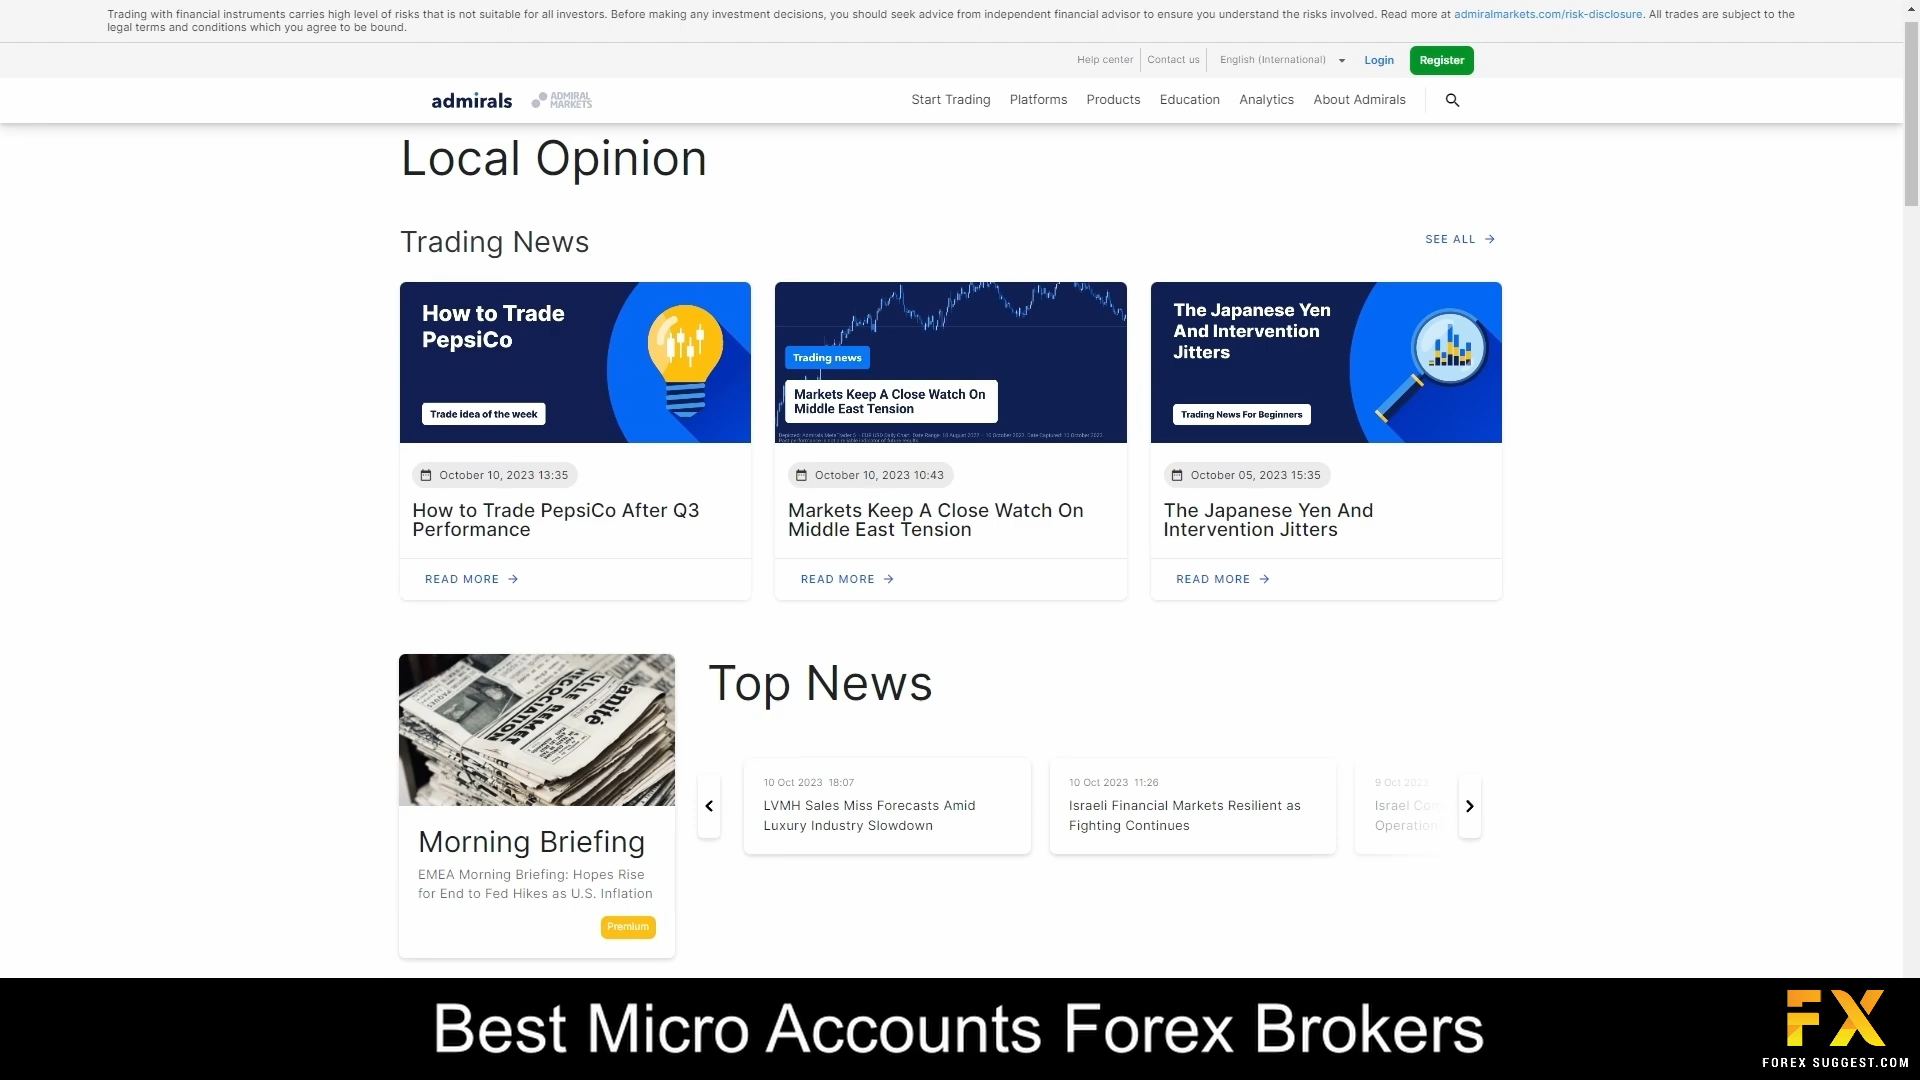 Trading with financial instruments carries high level of risks that is not suitable for all investors. Before making any investment decisions, you should seek advice from independent financial advisor to ensure you understand the risks involved. Read more at admiralmarkets.com/risk-disclosure. All trades are subject to the
legal terms and conditions which you agree to be bound.
Help center Contact us English (International) Login Register
admirals ADMIRAL MARKETS Start Trading Platforms Products Education Analytics About Admirals
Local Opinion
Trading News SEE ALL
How to Trade
PepsiCo
Trade idea of the week
Trading news
Markets Keep A Close Watch On
Middle East Tension
The Japanese Yen
And Intervention
Jitters
Trading News For Beginners
October 10, 2023 13:35
How to Trade PepsiCo After Q3
Performance
READ MORE
October 10, 2023 10:43
Markets Keep A Close Watch On
Middle East Tension
READ MORE
October 05, 2023 15:35
The Japanese Yen And
Intervention Jitters
READ MORE
Morning Briefing
EMEA Morning Briefing: Hopes Rise
for End to Fed Hikes as U.S. Inflation
Premium
Top News
10 Oct 2023 18:07
LVMH Sales Miss Forecasts Amid
Luxury Industry Slowdown
10 Oct 2023 11:26
Israeli Financial Markets Resilient as
Fighting Continues
9 Oct 2023
Israel
Best Micro Accounts Forex Brokers
FX
FOREX SUGGEST.COM